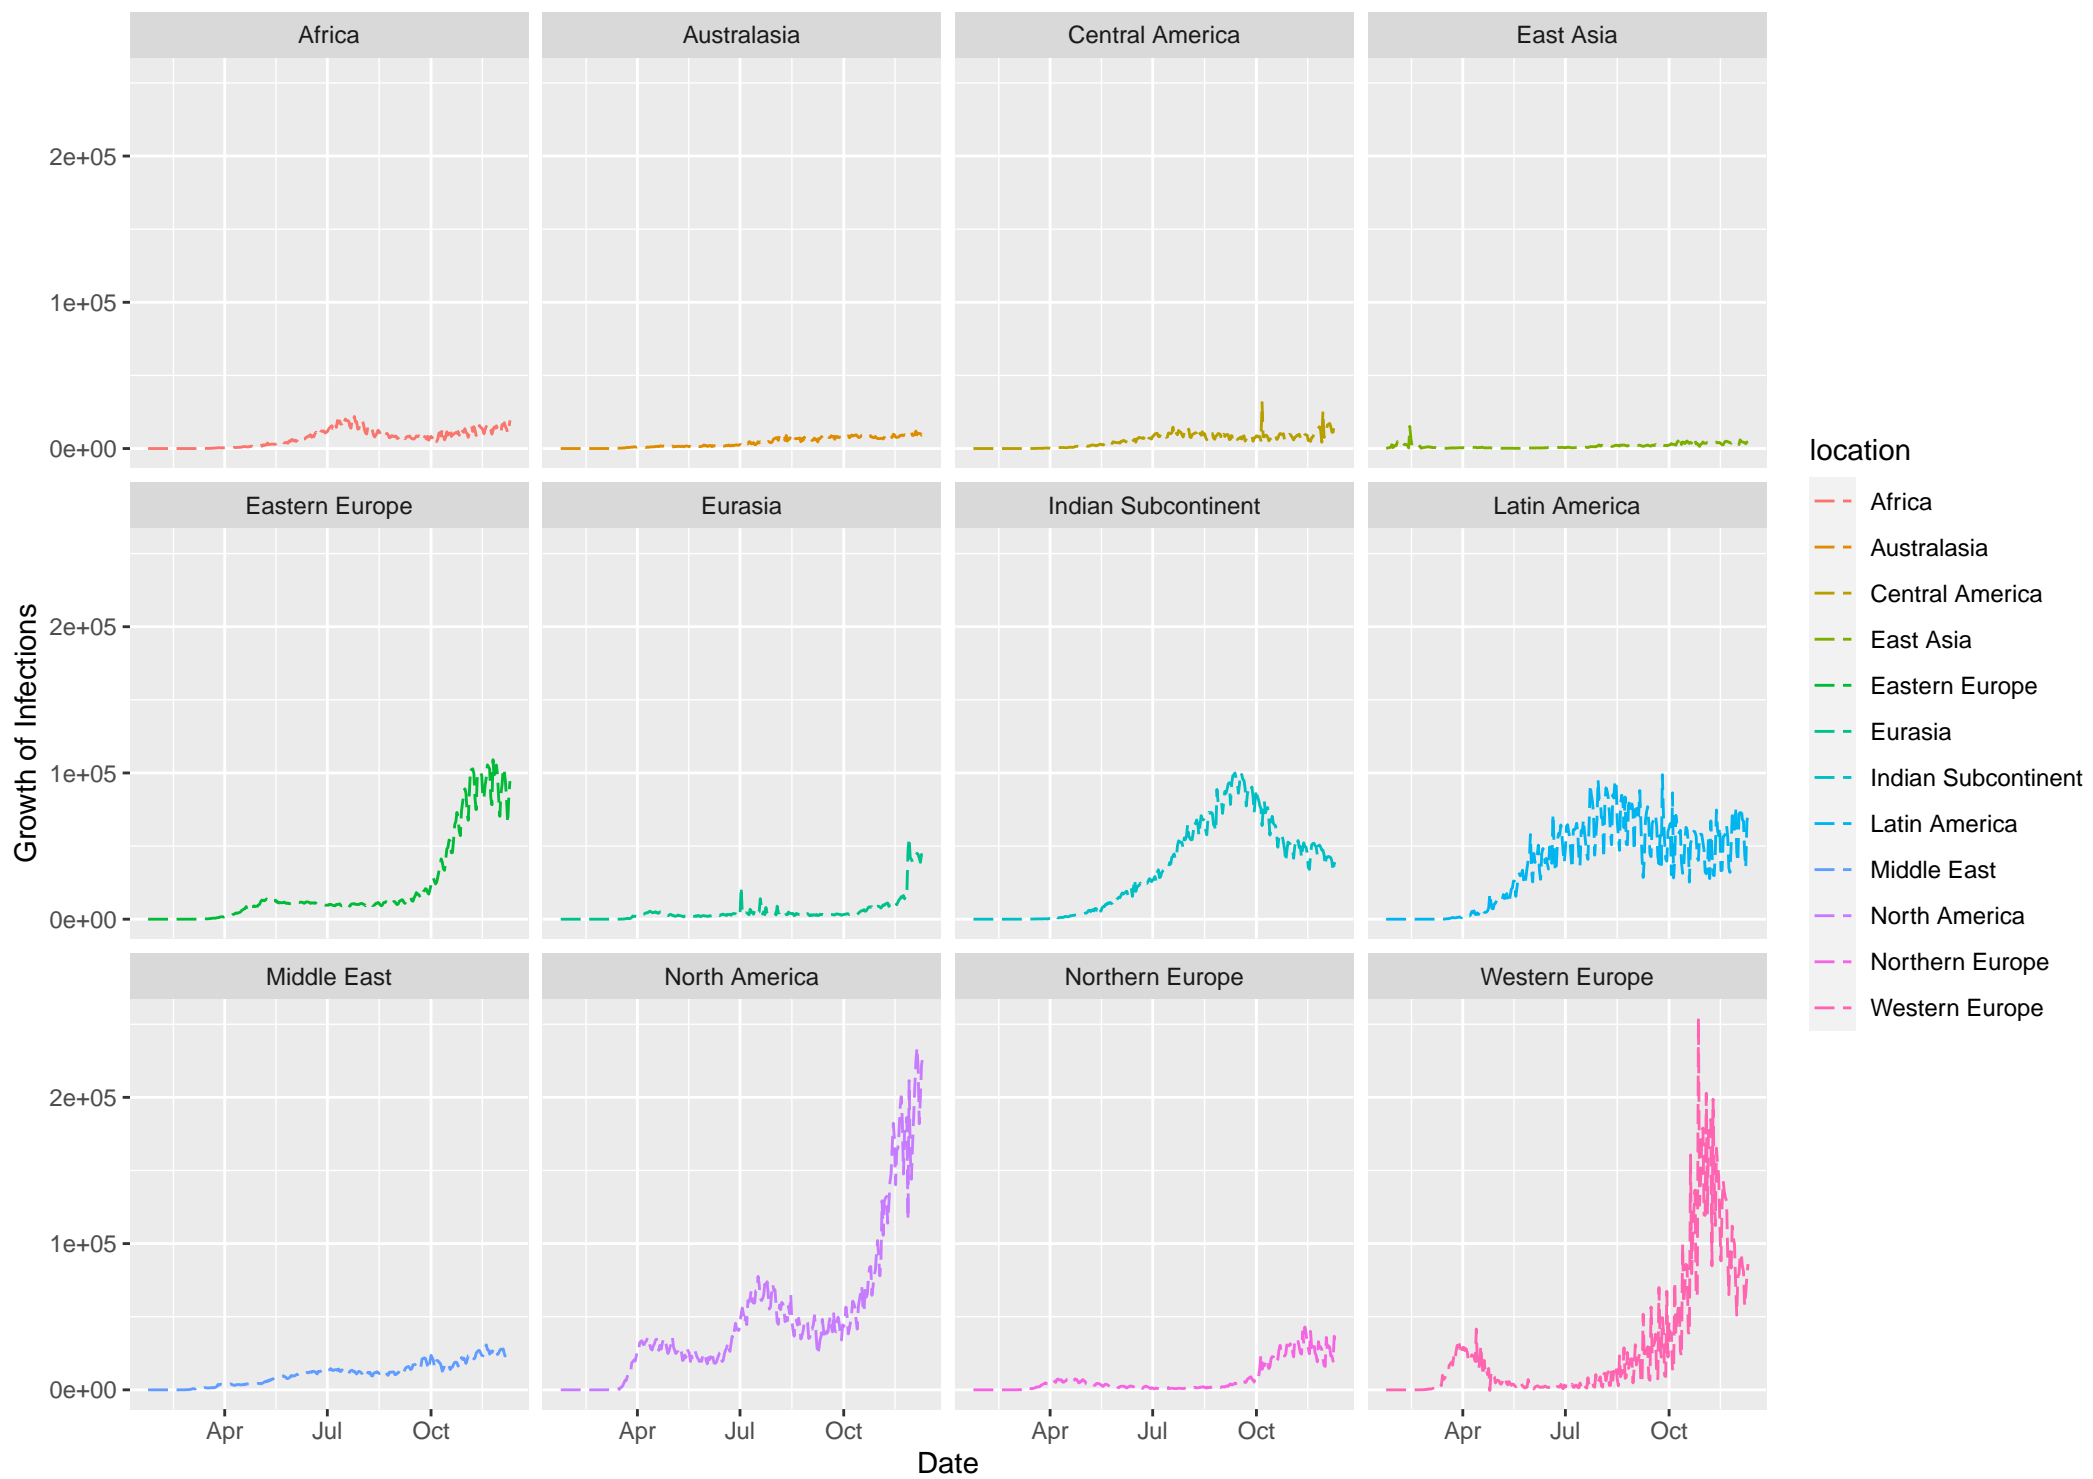 Africa
Australasia
Central America
East Asia
2e+05
1e+05
0e+00
Eastern Europe
Eurasia
Indian Subcontinent
Latin America
2e+05
1e+05
0e+00
Middle East
North America
Northern Europe
Western Europe
2e+05
1e+05
0e+00
Apr Jul Oct
Apr Jul Oct
Apr Jul Oct
Apr Jul Oct
Date
Growth of Infections
location
Africa
Australasia
Central America
East Asia
Eastern Europe
Eurasia
Indian Subcontinent
Latin America
Middle East
North America
Northern Europe
Western Europe